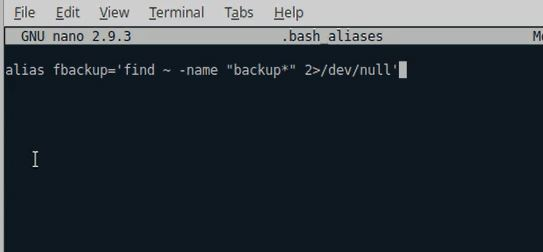 File Edit View Terminal Tabs Help
GNU nano 2.9.3 .bash_aliases
alias fbackup='find ~ -name "backup*" 2>/dev/null'